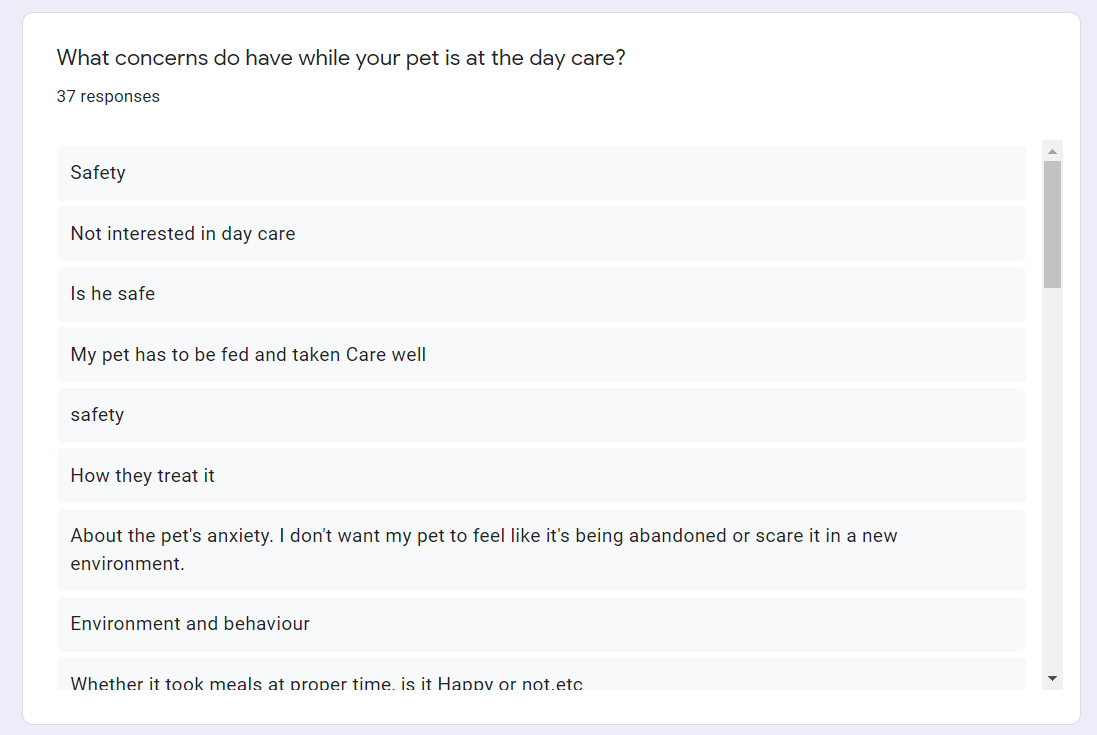 What concerns do have while your pet is at the day care?
37 responses
Safety
Not interested in day care
Is he safe
My pet has to be fed and taken Care well
safety
How they treat it
About the pet's anxiety. I don't want my pet to feel like it's being abandoned or scare it in a new
environment.
Environment and behaviour
Whether it took meals at proper time, is it Happy or not,etc